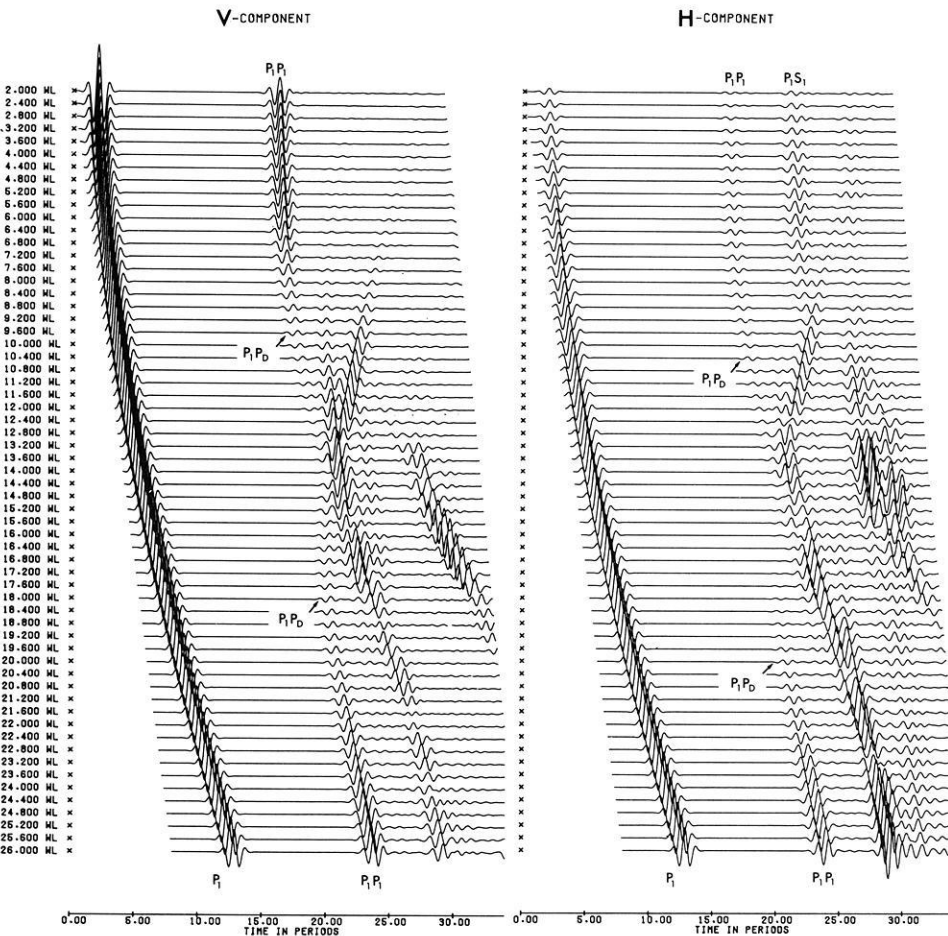 V-COMPONENT
H-COMPONENT
P₁P₁
P₁P₁
P₁S₁
2.000 WL ×
2.400 WL ×
2.800 WL ×
3.200 WL ×
3.600 WL ×
4.000 WL ×
4.400 WL ×
4.800 WL ×
5.200 WL ×
5.600 WL ×
6.000 WL ×
6.400 WL ×
6.800 WL ×
7.200 WL ×
7.600 WL ×
8.000 WL ×
8.400 WL ×
8.800 WL ×
9.200 WL ×
9.600 WL ×
10.000 WL ×
P₁P_D
10.400 WL ×
10.800 WL ×
P₁P_D
11.200 WL ×
11.600 WL ×
12.000 WL ×
12.400 WL ×
12.800 WL ×
13.200 WL ×
13.600 WL ×
14.000 WL ×
14.400 WL ×
14.800 WL ×
15.200 WL ×
15.600 WL ×
16.000 WL ×
16.400 WL ×
16.800 WL ×
17.200 WL ×
17.600 WL ×
18.000 WL ×
18.400 WL ×
P₁P_D
18.800 WL ×
19.200 WL ×
19.600 WL ×
20.000 WL ×
20.400 WL ×
20.800 WL ×
P₁P_D
21.200 WL ×
21.600 WL ×
22.000 WL ×
22.400 WL ×
22.800 WL ×
23.200 WL ×
23.600 WL ×
24.000 WL ×
24.400 WL ×
24.800 WL ×
25.200 WL ×
25.600 WL ×
26.000 WL ×
P₁
P₁P₁
P₁
P₁P₁
0.00 5.00 10.00 15.00 20.00 25.00 30.00
TIME IN PERIODS
0.00 5.00 10.00 15.00 20.00 25.00 30.00
TIME IN PERIODS